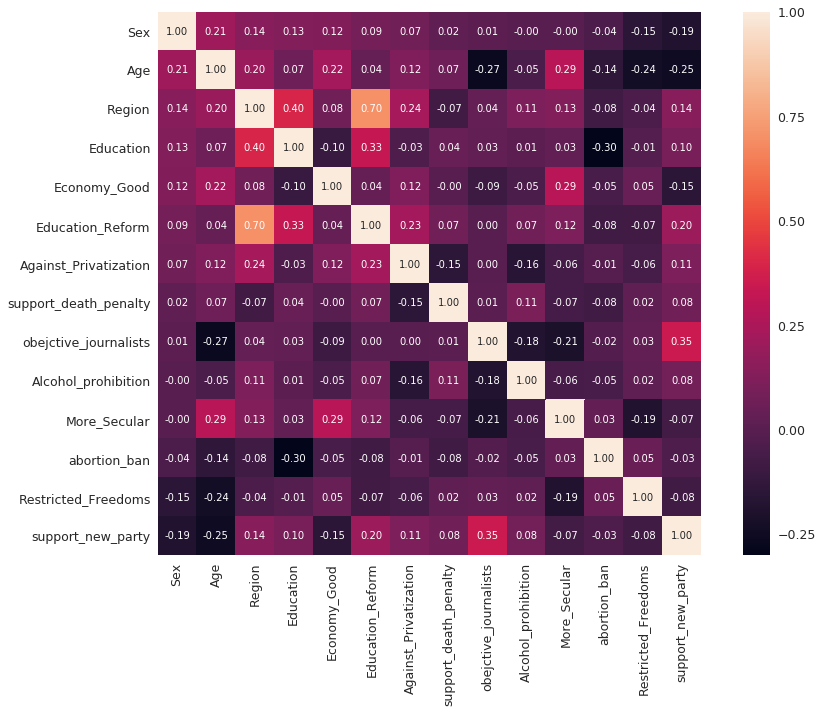 Sex 1.00 0.21 0.14 0.13 0.12 0.09 0.07 0.02 0.01 -0.00 -0.00 -0.04 -0.15 -0.19
Age 0.21 1.00 0.20 0.07 0.22 0.04 0.12 0.07 -0.27 -0.05 0.29 -0.14 -0.24 -0.25
Region 0.14 0.20 1.00 0.40 0.08 0.70 0.24 -0.07 0.04 0.11 0.13 -0.08 -0.04 0.14
Education 0.13 0.07 0.40 1.00 -0.10 0.33 -0.03 0.04 0.03 0.01 0.03 -0.30 -0.01 0.10
Economy_Good 0.12 0.22 0.08 -0.10 1.00 0.04 0.12 -0.00 -0.09 -0.05 0.29 -0.05 0.05 -0.15
Education_Reform 0.09 0.04 0.70 0.33 0.04 1.00 0.23 0.07 0.00 0.07 0.12 -0.08 -0.07 0.20
Against_Privatization 0.07 0.12 0.24 -0.03 0.12 0.23 1.00 -0.15 0.00 -0.16 -0.06 -0.01 -0.06 0.11
support_death_penalty 0.02 0.07 -0.07 0.04 -0.00 0.07 -0.15 1.00 0.01 0.11 -0.07 -0.08 0.02 0.08
obejctive_journalists 0.01 -0.27 0.04 0.03 -0.09 0.00 0.00 0.01 1.00 -0.18 -0.21 -0.02 0.03 0.35
Alcohol_prohibition -0.00 -0.05 0.11 0.01 -0.05 0.07 -0.16 0.11 -0.18 1.00 -0.06 -0.05 0.02 0.08
More_Secular -0.00 0.29 0.13 0.03 0.29 0.12 -0.06 -0.07 -0.21 -0.06 1.00 0.03 -0.19 -0.07
abortion_ban -0.04 -0.14 -0.08 -0.30 -0.05 -0.08 -0.01 -0.08 -0.02 -0.05 0.03 1.00 0.05 -0.03
Restricted_Freedoms -0.15 -0.24 -0.04 -0.01 0.05 -0.07 -0.06 0.02 0.03 0.02 -0.19 0.05 1.00 -0.08
support_new_party -0.19 -0.25 0.14 0.10 -0.15 0.20 0.11 0.08 0.35 0.08 -0.07 -0.03 -0.08 1.00
Sex
Age
Region
Education
Economy_Good
Education_Reform
Against_Privatization
support_death_penalty
obejctive_journalists
Alcohol_prohibition
More_Secular
abortion_ban
Restricted_Freedoms
support_new_party
1.00
0.75
0.50
0.25
0.00
−0.25